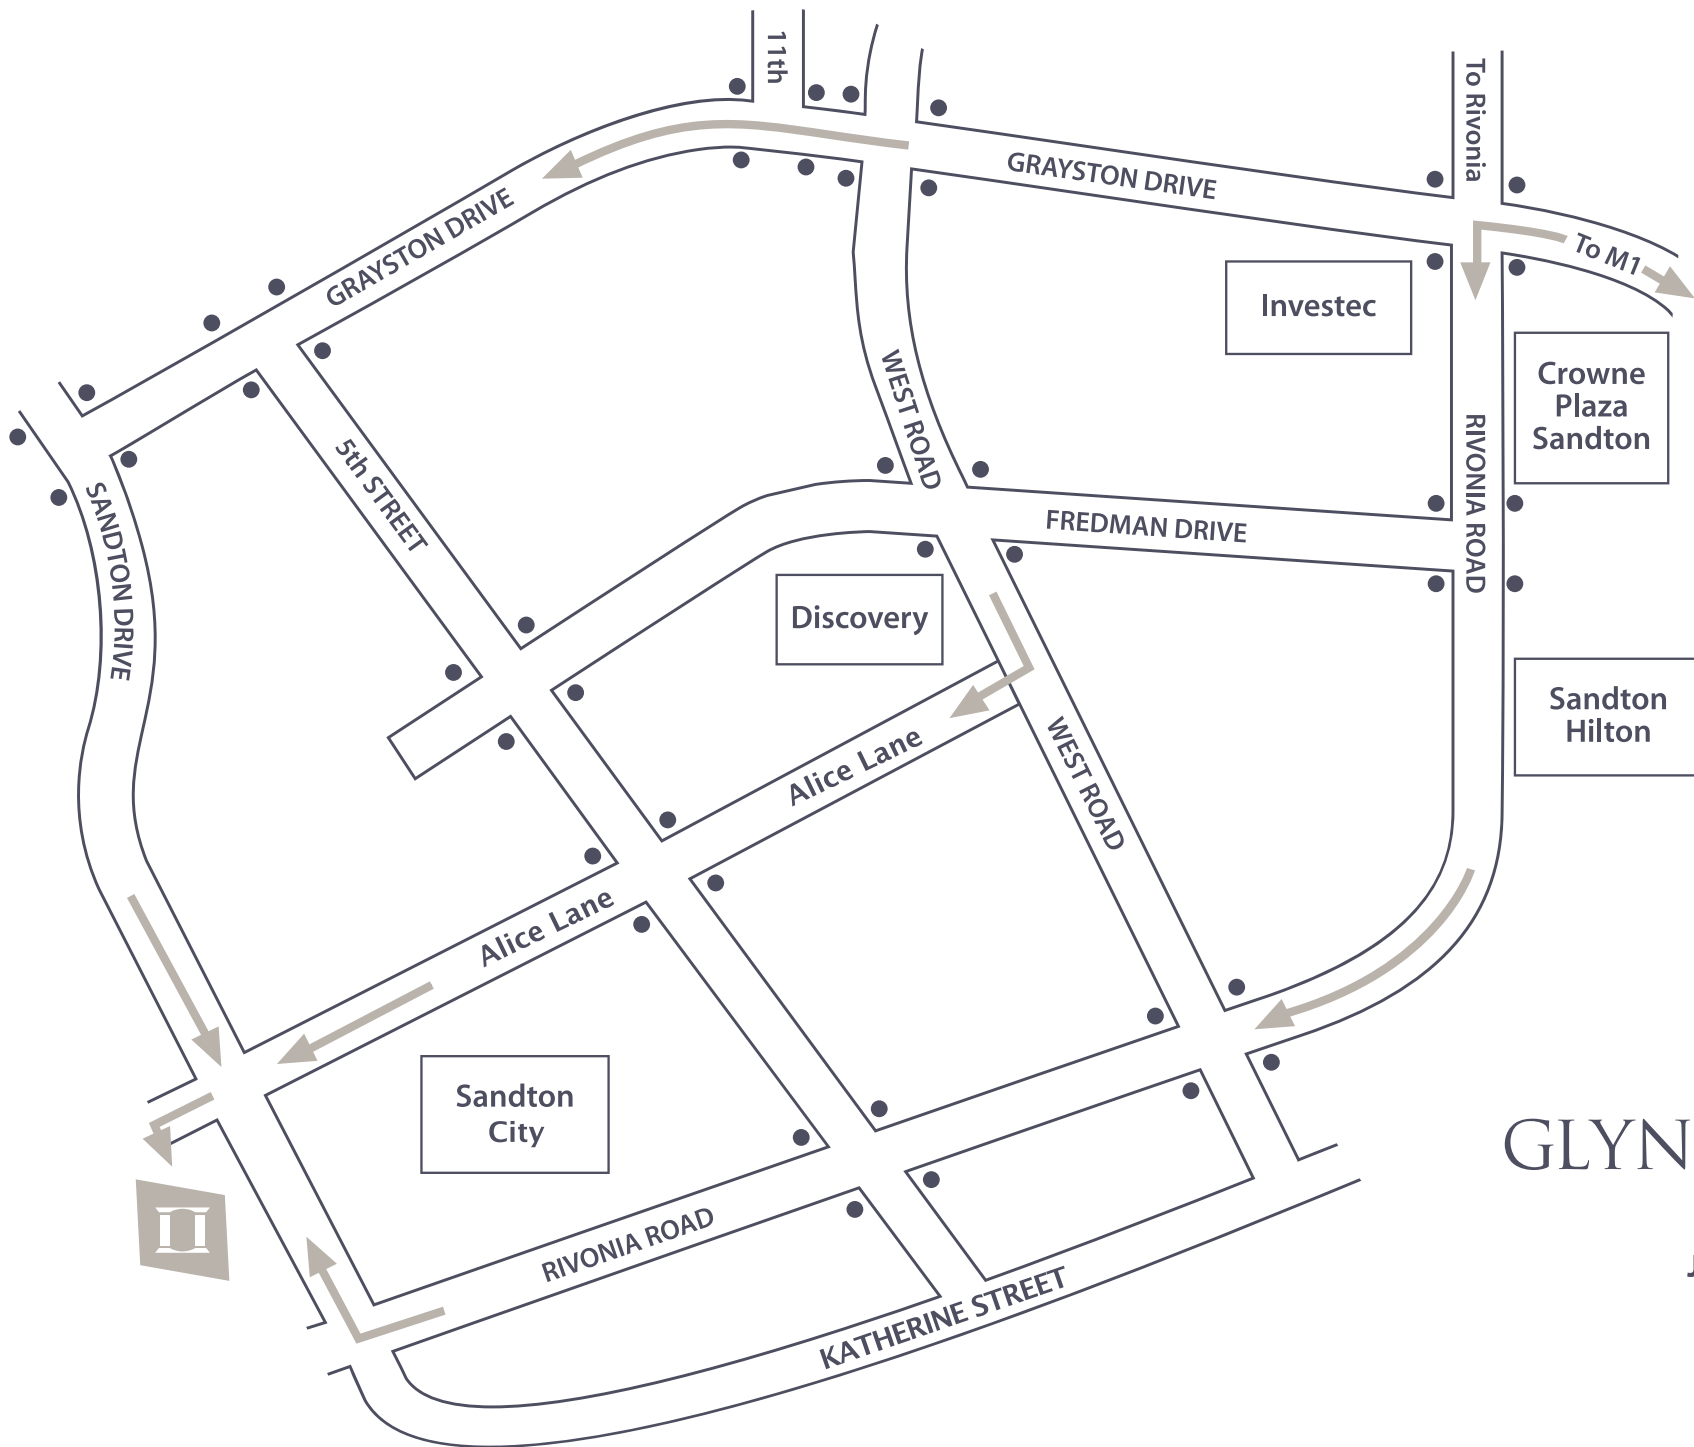 11th
To Rivonia
GRAYSTON DRIVE
GRAYSTON DRIVE
To M1
Investec
Crowne
Plaza
Sandton
WEST ROAD
RIVONIA ROAD
5th STREET
SANDTON DRIVE
FREDMAN DRIVE
Discovery
Sandton
Hilton
Alice Lane
WEST ROAD
Alice Lane
Sandton
City
GLYN
RIVONIA ROAD
KATHERINE STREET